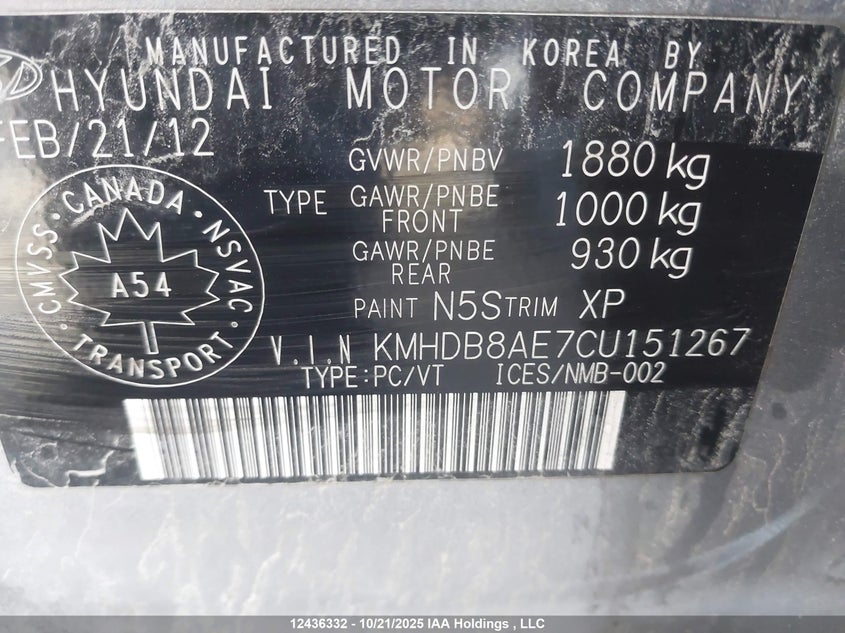 MANUFACTURED IN KOREA BY
HYUNDAI MOTOR COMPANY
FEB/21/12
GVWR/PNBV 1880 kg
TYPE GAWR/PNBE FRONT 1000 kg
GAWR/PNBE REAR 930 kg
PAINT N5S TRIM XP
V.I.N KMHDB8AE7CU151267
TYPE:PC/VT ICES/NMB-002
CMVSS · CANADA · NSVAC · TRANSPORT ·
A54
12436332 - 10/21/2025 IAA Holdings , LLC